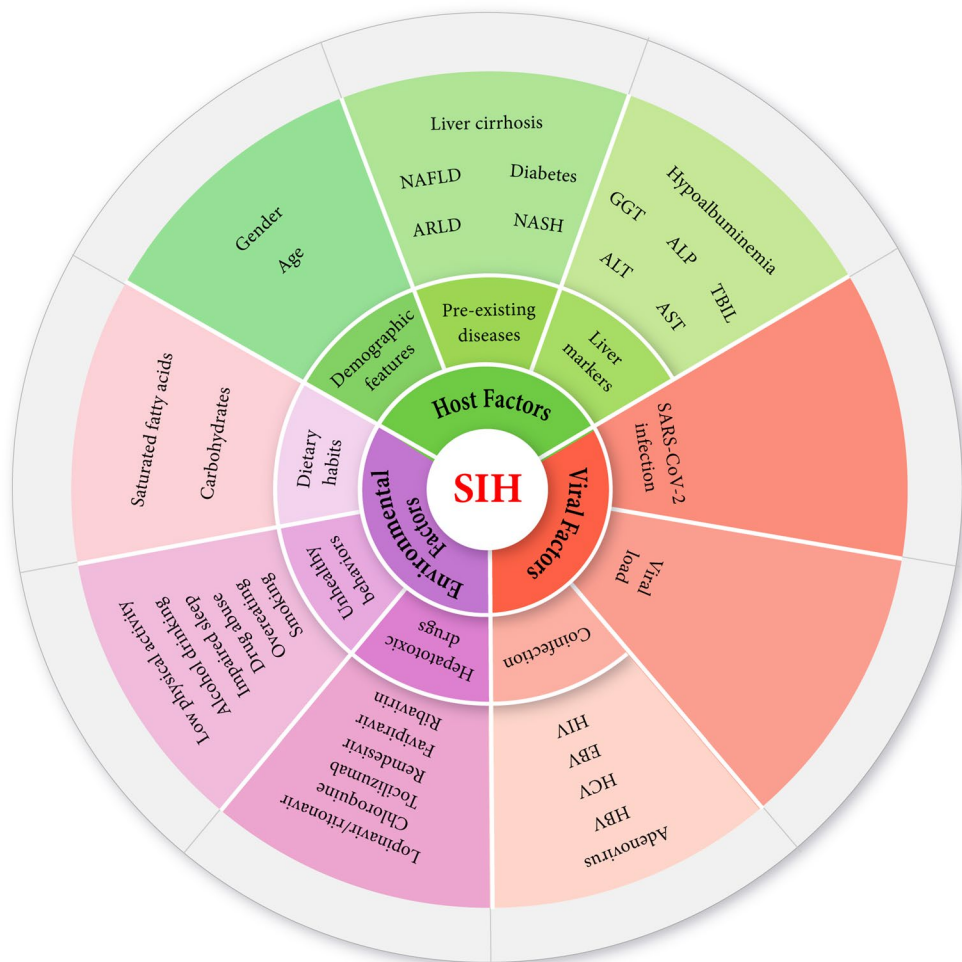 SIH
Host Factors
Demographic
features
Gender
Age
Pre-existing
diseases
Liver cirrhosis
NAFLD
Diabetes
ARLD
NASH
Liver
markers
Hypoalbuminemia
GGT
ALP
TBIL
ALT
AST
Viral Factors
SARS-CoV-2
infection
Viral
load
Coinfection
HIV
EBV
HCV
HBV
Adenovirus
Environmental
Factors
Hepatotoxic
drugs
Ribavirin
Favipiravir
Remdesivir
Tocilizumab
Chloroquine
Lopinavir/ritonavir
Unhealthy
behaviors
Smoking
Overeating
Drug abuse
Impaired sleep
Alcohol drinking
Low physical activity
Dietary
habits
Saturated fatty acids
Carbohydrates